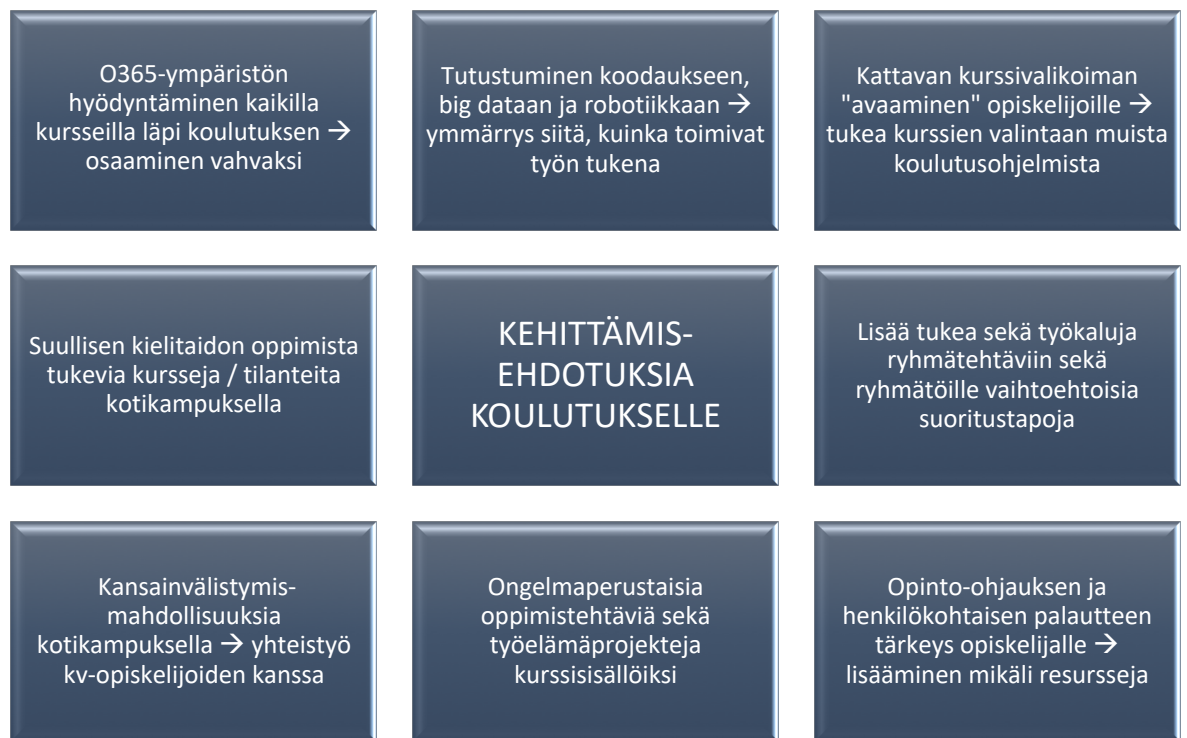 O365-ympäristön
hyödyntäminen kaikilla
kursseilla läpi koulutuksen →
osaaminen vahvaksi
Tutustuminen koodaukseen,
big dataan ja robotiikkaan →
ymmärrys siitä, kuinka toimivat
työn tukena
Kattavan kurssivalikoiman
"avaaminen" opiskelijoille →
tukea kurssien valintaan muista
koulutusohjelmista
Suullisen kielitaidon oppimista
tukevia kursseja / tilanteita
kotikampuksella
KEHITTÄMIS-
EHDOTUKSIA
KOULUTUKSELLE
Lisää tukea sekä työkaluja
ryhmätehtäviin sekä
ryhmätöille vaihtoehtoisia
suoritustapoja
Kansainvälistymis-
mahdollisuuksia
kotikampuksella → yhteistyö
kv-opiskelijoiden kanssa
Ongelmaperustaisia
oppimistehtäviä sekä
työelämäprojekteja
kurssisisällöiksi
Opinto-ohjauksen ja
henkilökohtaisen palautteen
tärkeys opiskelijalle →
lisääminen mikäli resursseja